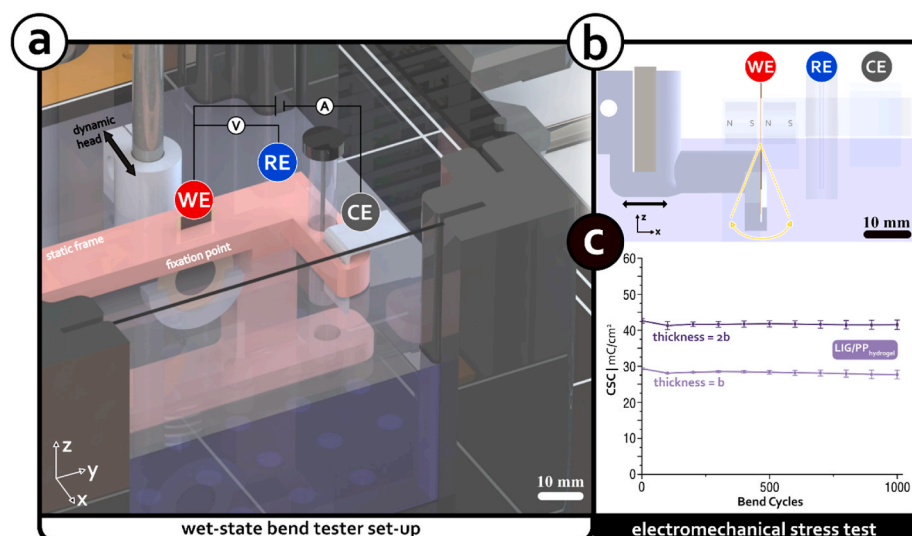 a
dynamic
head
V
A
WE
RE
CE
static frame
fixation point
z
y
x
10 mm
wet-state bend tester set-up
b
WE
RE
CE
N S N S
z
x
10 mm
c
60
50
40
30
20
10
0
CSC | mC/cm²
thickness = 2b
LIG/PP hydrogel
thickness = b
0
500
1000
Bend Cycles
electromechanical stress test